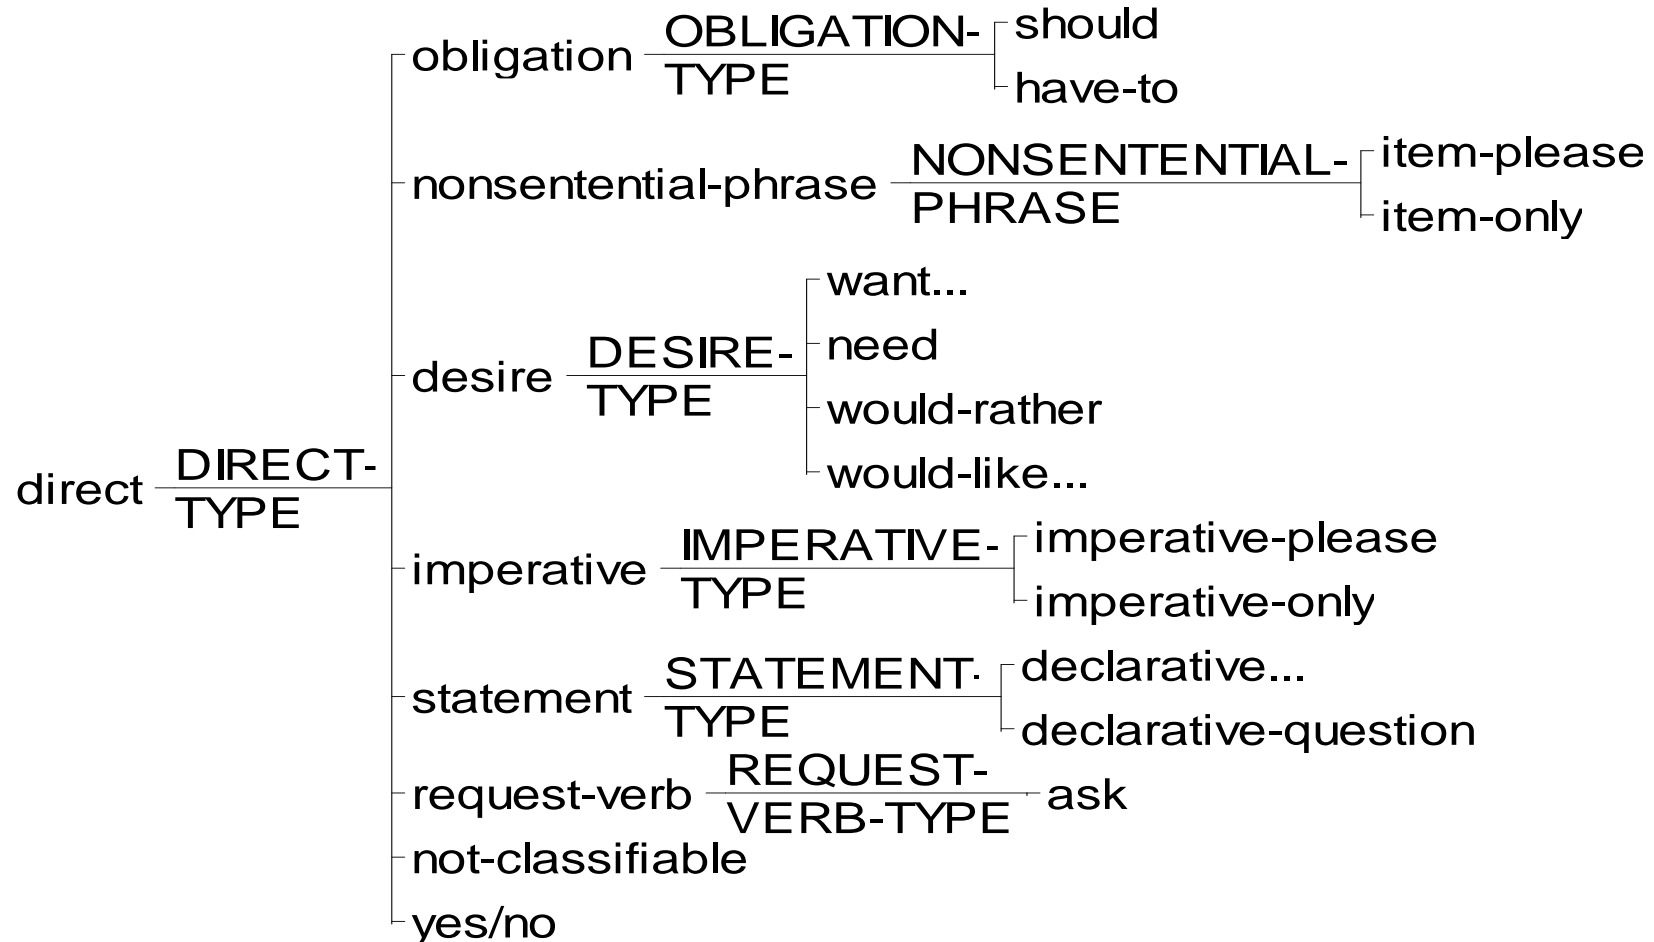 obligation OBLIGATION-TYPE should
have-to
nonsentential-phrase NONSENTENTIAL-PHRASE item-please
item-only
want...
need
desire DESIRE-TYPE
would-rather
would-like...
direct DIRECT-TYPE
imperative IMPERATIVE-TYPE imperative-please
imperative-only
statement STATEMENT-TYPE declarative...
declarative-question
request-verb REQUEST-VERB-TYPE ask
not-classifiable
yes/no